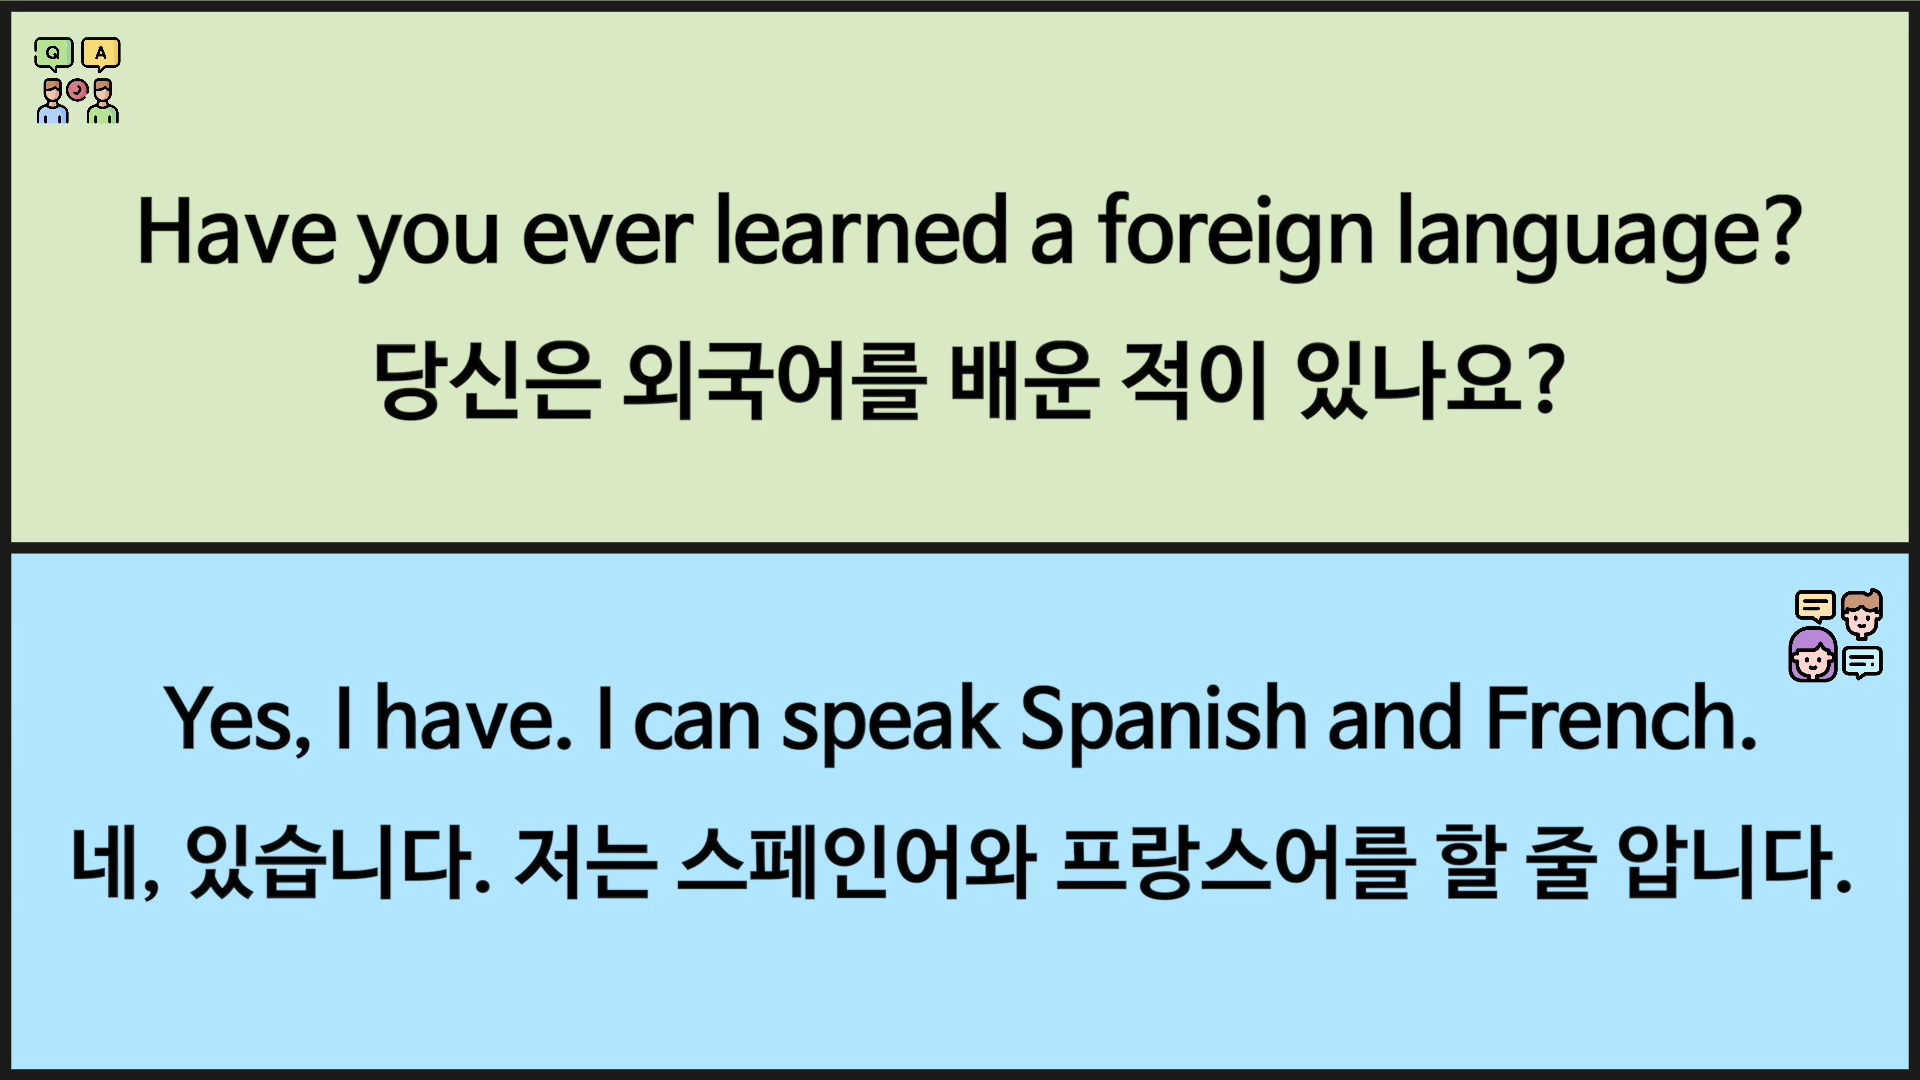 Q A
Have you ever learned a foreign language?
당신은 외국어를 배운 적이 있나요?
Yes, I have. I can speak Spanish and French.
네, 있습니다. 저는 스페인어와 프랑스어를 할 줄 압니다.